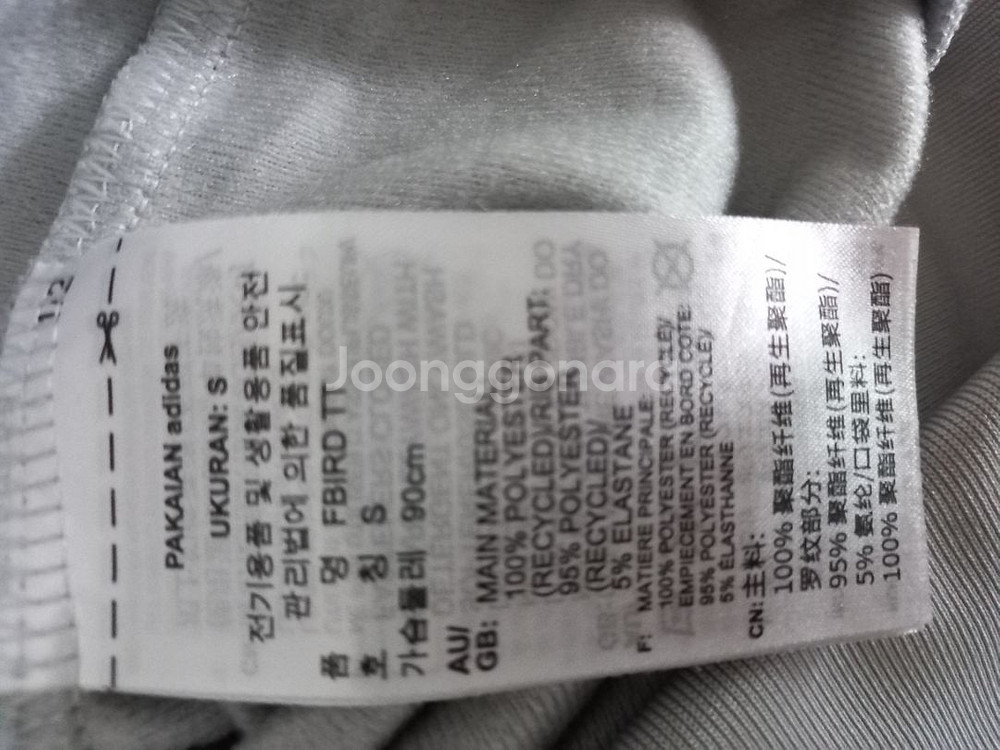 1/2
PAKAIAN adidas
UKURAN: S
전기용품 및 생활용품 안전
관리법에 의한 품질표시
품 명 FBIRD TT
호 칭 S
가슴둘레 90cm
AU/
GB: MAIN MATERIAL:
100% POLYESTER
(RECYCLED)/RIB PART:
95% POLYESTER
(RECYCLED)/
5% ELASTANE
F: MATIERE PRINCIPALE:
100% POLYESTER (RECYCLE)/
EMPIECEMENT EN BORD COTE:
95% POLYESTER (RECYCLE)/
5% ELASTHANNE
CN: 主料:
100% 聚酯纤维(再生聚酯)/
罗纹部分:
95% 聚酯纤维(再生聚酯)/
5% 氨纶/口袋里料:
100% 聚酯纤维(再生聚酯)
Joonggonara